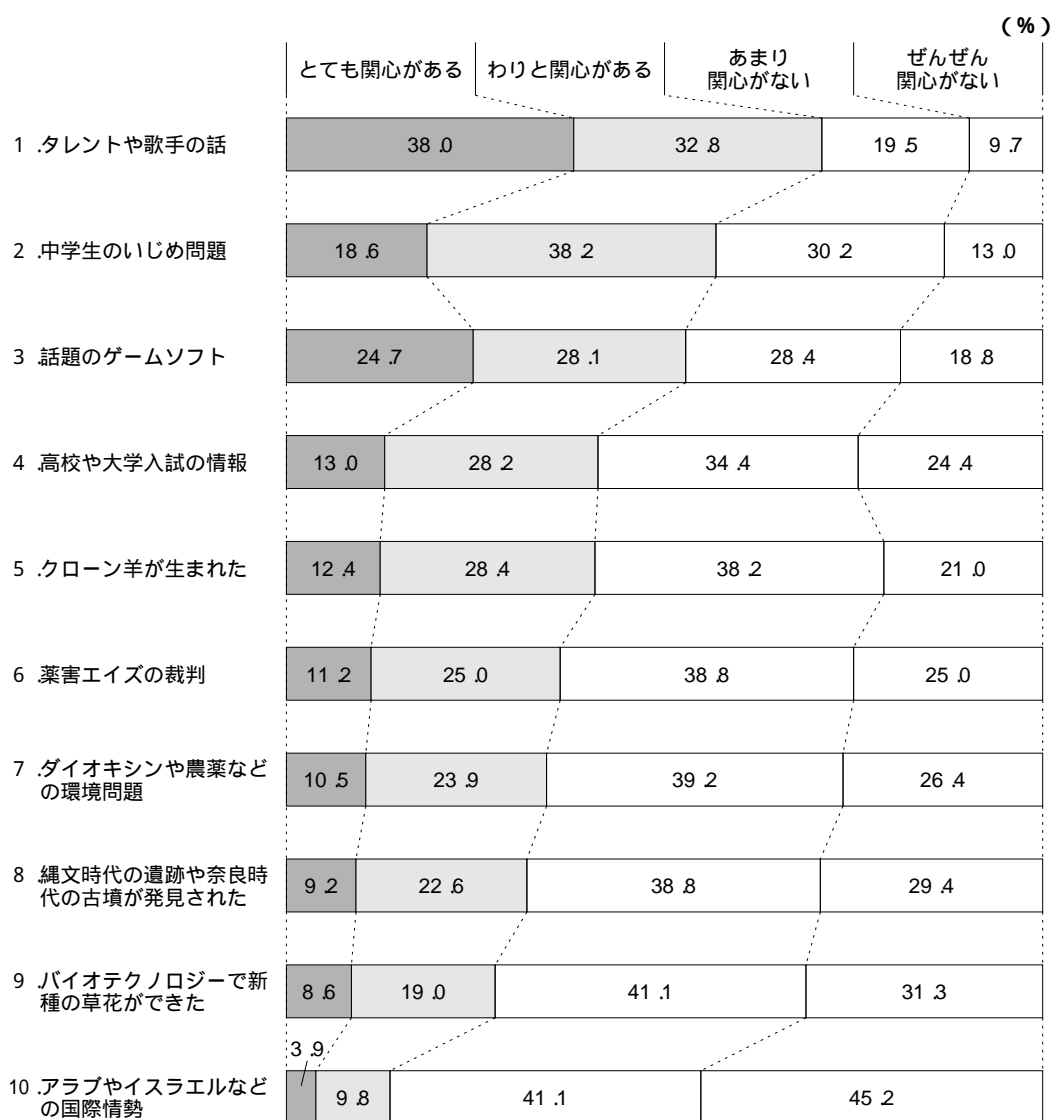 (％)
とても関心がある わりと関心がある あまり 関心がない ぜんぜん 関心がない
1.タレントや歌手の話 38.0 32.8 19.5 9.7
2.中学生のいじめ問題 18.6 38.2 30.2 13.0
3.話題のゲームソフト 24.7 28.1 28.4 18.8
4.高校や大学入試の情報 13.0 28.2 34.4 24.4
5.クローン羊が生まれた 12.4 28.4 38.2 21.0
6.薬害エイズの裁判 11.2 25.0 38.8 25.0
7.ダイオキシンや農薬など
の環境問題 10.5 23.9 39.2 26.4
8.縄文時代の遺跡や奈良時
代の古墳が発見された 9.2 22.6 38.8 29.4
9.バイオテクノロジーで新
種の草花ができた 8.6 19.0 41.1 31.3
3.9
10.アラブやイスラエルなど
の国際情勢 9.8 41.1 45.2